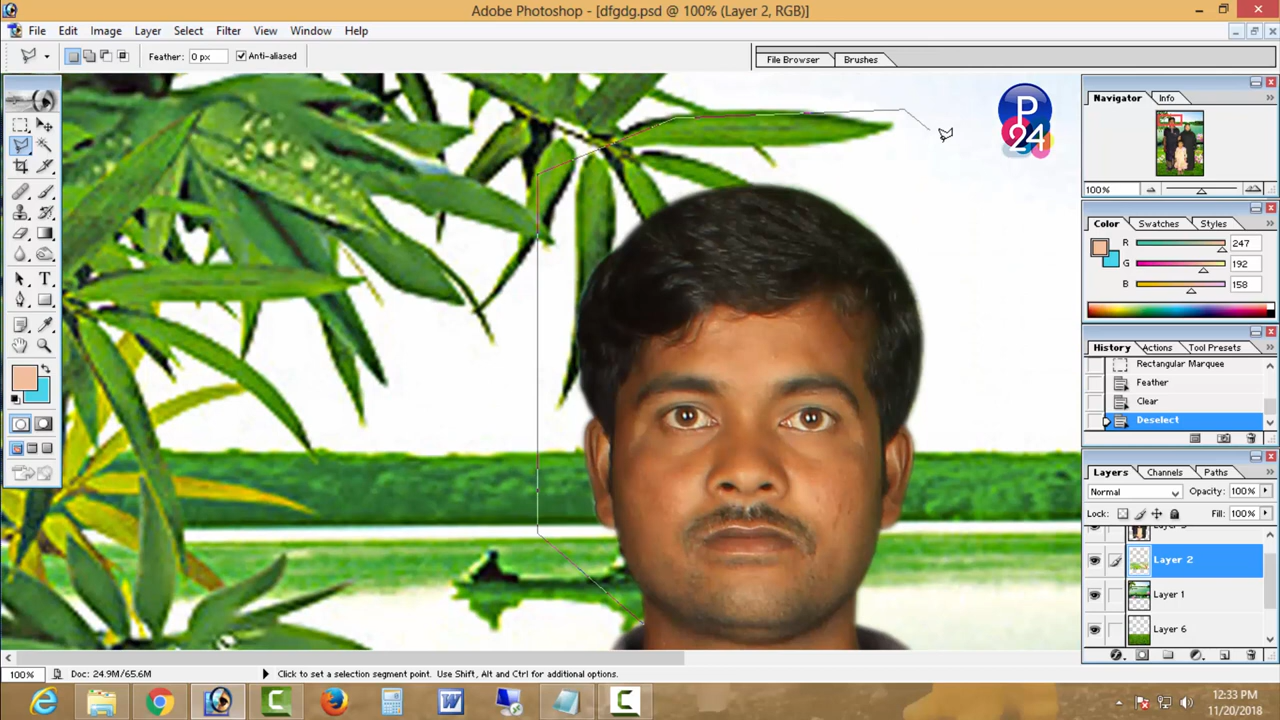 Adobe Photoshop - [dfgdg.psd @ 100% (Layer 2, RGB)]
File Edit Image Layer Select Filter View Window Help
Feather: 0 px Anti-aliased
File Browser Brushes
P
24
Navigator Info
100%
Color Swatches Styles
R 247
G 192
B 158
History Actions Tool Presets
Rectangular Marquee
Feather
Clear
Deselect
Layers Channels Paths
Normal Opacity: 100%
Lock: Fill: 100%
Layer 2
Layer 1
Layer 6
100% Doc: 24.9M/65.6M Click to set a selection segment point. Use Shift, Alt and Ctrl for additional options.
12:33 PM
11/20/2018